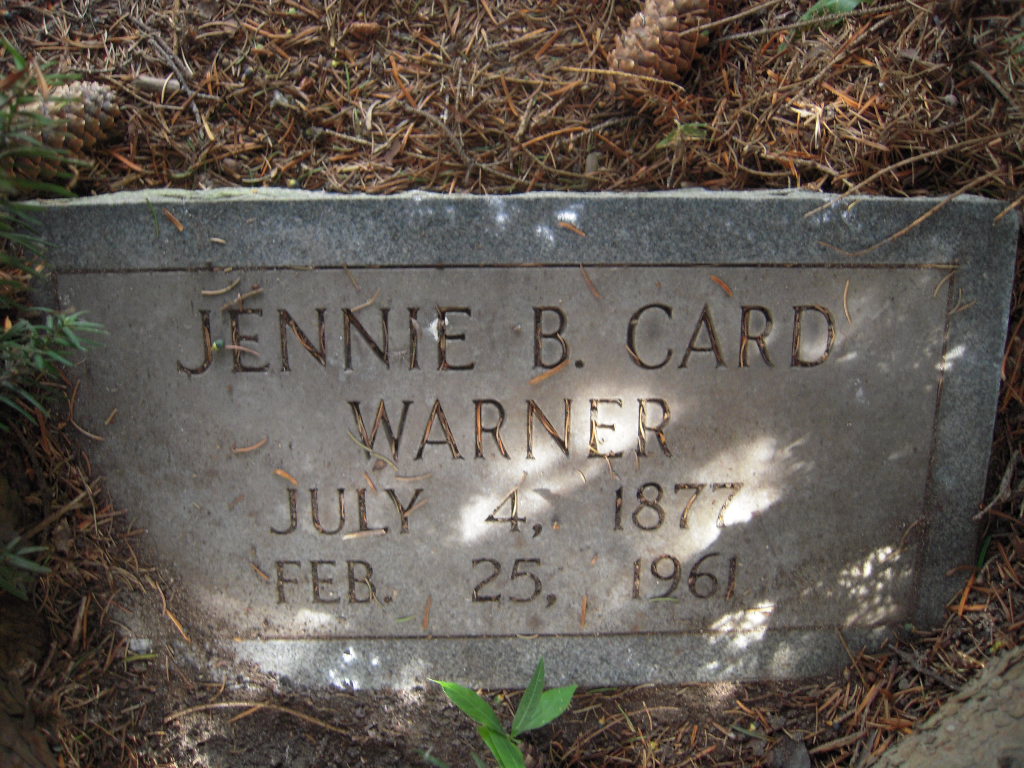 JENNIE B. CARD
WARNER
JULY 4, 1877
FEB. 25, 1961